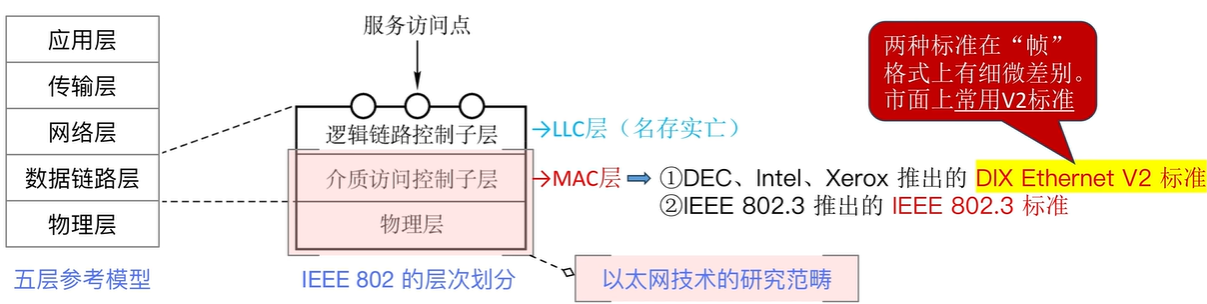 应用层
传输层
网络层
数据链路层
物理层
五层参考模型
服务访问点
逻辑链路控制子层
介质访问控制子层
物理层
IEEE 802 的层次划分
→LLC层（名存实亡）
→MAC层
①DEC、Intel、Xerox 推出的 DIX Ethernet V2 标准
②IEEE 802.3 推出的 IEEE 802.3 标准
两种标准在“帧”
格式上有细微差别。
市面上常用V2标准
以太网技术的研究范畴